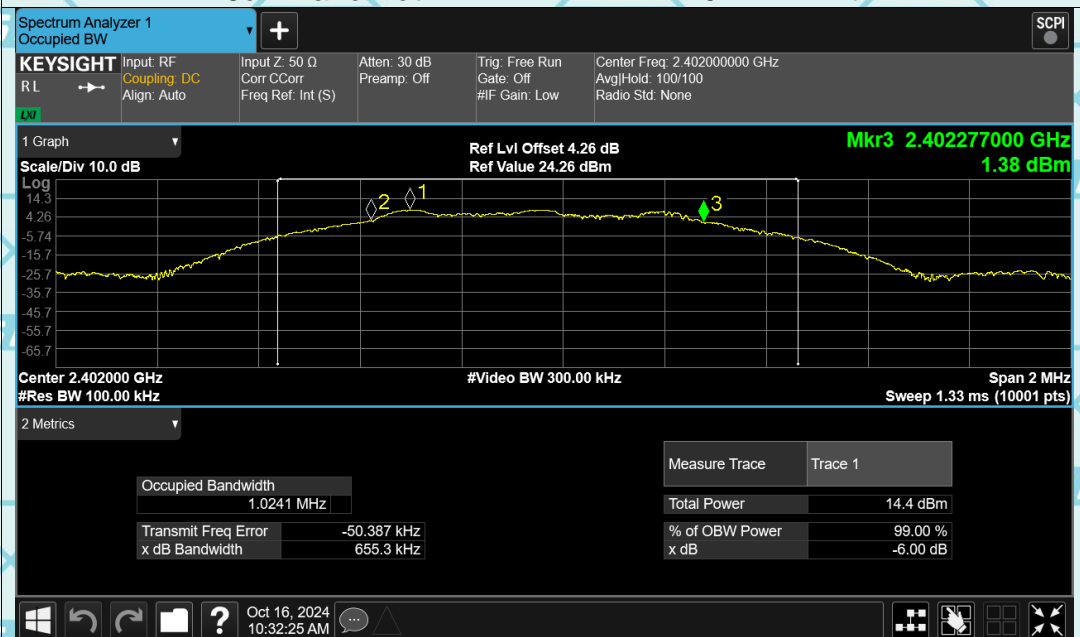 Spectrum Analyzer 1
Occupied BW
+
SCPI
KEYSIGHT
RL
LXI
Input: RF
Coupling: DC
Align: Auto
Input Z: 50 Ω
Corr CCorr
Freq Ref: Int (S)
Atten: 30 dB
Preamp: Off
Trig: Free Run
Gate: Off
#IF Gain: Low
Center Freq: 2.402000000 GHz
Avg|Hold: 100/100
Radio Std: None
1 Graph
Scale/Div 10.0 dB
Ref Lvl Offset 4.26 dB
Ref Value 24.26 dBm
Mkr3 2.402277000 GHz
1.38 dBm
Log
14.3
4.26
-5.74
-15.7
-25.7
-35.7
-45.7
-55.7
-65.7
2
1
3
Center 2.402000 GHz
#Video BW 300.00 kHz
Span 2 MHz
#Res BW 100.00 kHz
Sweep 1.33 ms (10001 pts)
2 Metrics
Occupied Bandwidth
1.0241 MHz
Transmit Freq Error -50.387 kHz
x dB Bandwidth 655.3 kHz
Measure Trace Trace 1
Total Power 14.4 dBm
% of OBW Power 99.00 %
x dB -6.00 dB
?
Oct 16, 2024
10:32:25 AM